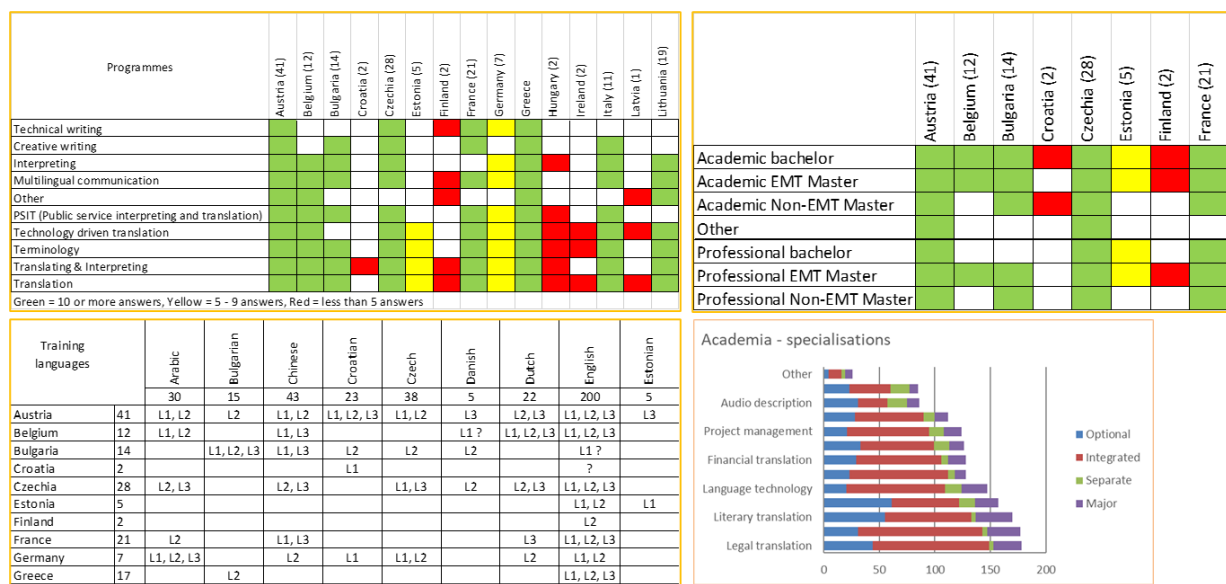 Programmes
Austria (41)
Belgium (12)
Bulgaria (14)
Croatia (2)
Czechia (28)
Estonia (5)
Finland (2)
France (21)
Germany (7)
Greece
Hungary (2)
Ireland (2)
Italy (11)
Latvia (1)
Lithuania (19)
Technical writing
Creative writing
Interpreting
Multilingual communication
Other
PSIT (Public service interpreting and translation)
Technology driven translation
Terminology
Translating & Interpreting
Translation
Green = 10 or more answers, Yellow = 5 - 9 answers, Red = less than 5 answers
Austria (41)
Belgium (12)
Bulgaria (14)
Croatia (2)
Czechia (28)
Estonia (5)
Finland (2)
France (21)
Academic bachelor
Academic EMT Master
Academic Non-EMT Master
Other
Professional bachelor
Professional EMT Master
Professional Non-EMT Master
Training
languages
Arabic
Bulgarian
Chinese
Croatian
Czech
Danish
Dutch
English
Estonian
30 15 43 23 38 5 22 200 5
Austria 41 L1, L2 L2 L1, L2 L1, L2, L3 L1, L2 L3 L2, L3 L1, L2, L3 L3
Belgium 12 L1, L2 L1, L3 L1 ? L1, L2, L3 L1, L2, L3
Bulgaria 14 L1, L2, L3 L1, L3 L2 L2 L2 L1 ?
Croatia 2 L1 ?
Czechia 28 L2, L3 L2, L3 L1, L3 L2 L2, L3 L1, L2, L3
Estonia 5 L1, L2 L1
Finland 2 L2
France 21 L2 L1, L3 L3 L1, L2, L3
Germany 7 L1, L2, L3 L2 L1 L1, L2 L2 L1, L2
Greece 17 L2 L1, L2, L3
Academia - specialisations
Other
Audio description
Project management
Financial translation
Language technology
Literary translation
Legal translation
0 50 100 150 200
Optional
Integrated
Separate
Major